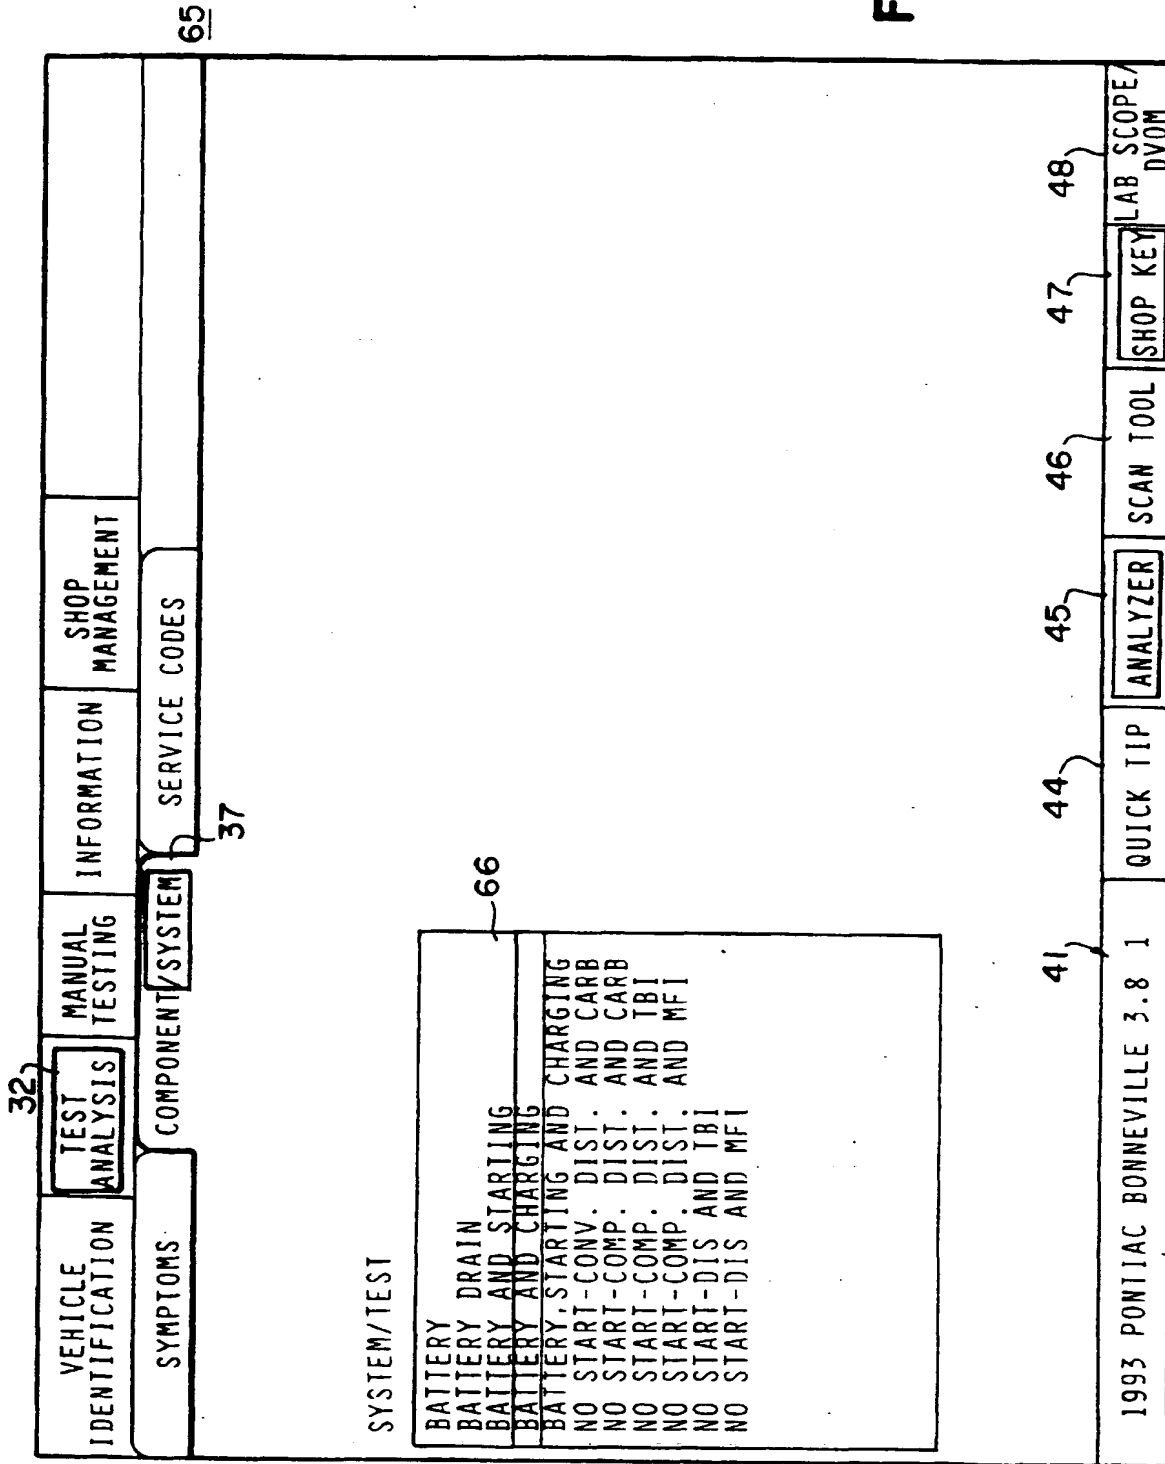 65
32
VEHICLE
IDENTIFICATION
TEST
ANALYSIS
MANUAL
TESTING
INFORMATION
SHOP
MANAGEMENT
SYMPTOMS
COMPONENT/SYSTEM
SERVICE CODES
37
SYSTEM/TEST
66
BATTERY
BATTERY DRAIN
BATTERY AND STARTING
BATTERY AND CHARGING
BATTERY,STARTING AND CHARGING
NO START-CONV. DIST. AND CARB
NO START-COMP. DIST. AND CARB
NO START-COMP. DIST. AND TBI
NO START-COMP. DIST. AND MFI
NO START-DIS AND TBI
NO START-DIS AND MFI
41
44
45
46
47
48
1993 PONTIAC BONNEVILLE 3.8 1
QUICK TIP
ANALYZER
SCAN TOOL
SHOP KEY
LAB SCOPE/
DVOM
F